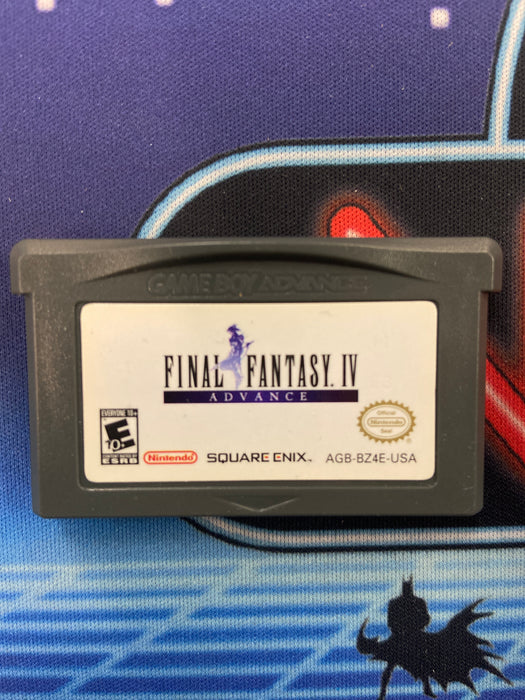 GAME BOY ADVANCE
FINAL FANTASY IV
ADVANCE
EVERYONE 10+
E
10+
ESRB
Nintendo
SQUARE ENIX™
Official
Nintendo
Seal
AGB-BZ4E-USA